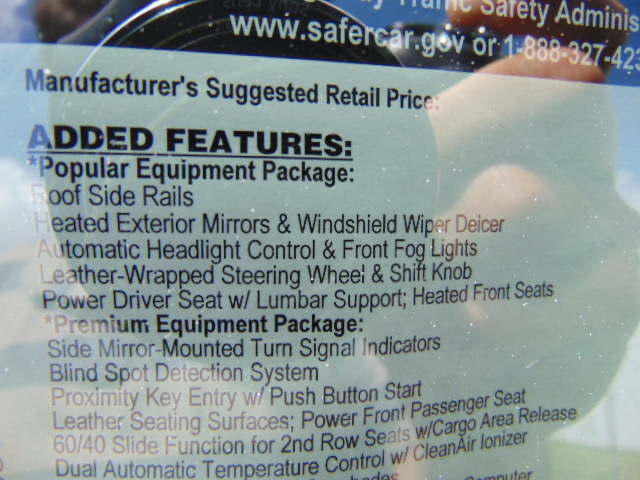 Safety Adminis
www.safercar.gov or 1-888-327-423
Manufacturer's Suggested Retail Price:
ADDED FEATURES:
*Popular Equipment Package:
Roof Side Rails
Heated Exterior Mirrors & Windshield Wiper Deicer
Automatic Headlight Control & Front Fog Lights
Leather-Wrapped Steering Wheel & Shift Knob
Power Driver Seat w/ Lumbar Support; Heated Front Seats
*Premium Equipment Package:
Side Mirror-Mounted Turn Signal Indicators
Blind Spot Detection System
Proximity Key Entry w/ Push Button Start
Leather Seating Surfaces; Power Front Passenger Seat
60/40 Slide Function for 2nd Row Seats w/Cargo Area Release
Dual Automatic Temperature Control w/ CleanAir Ionizer
Computer